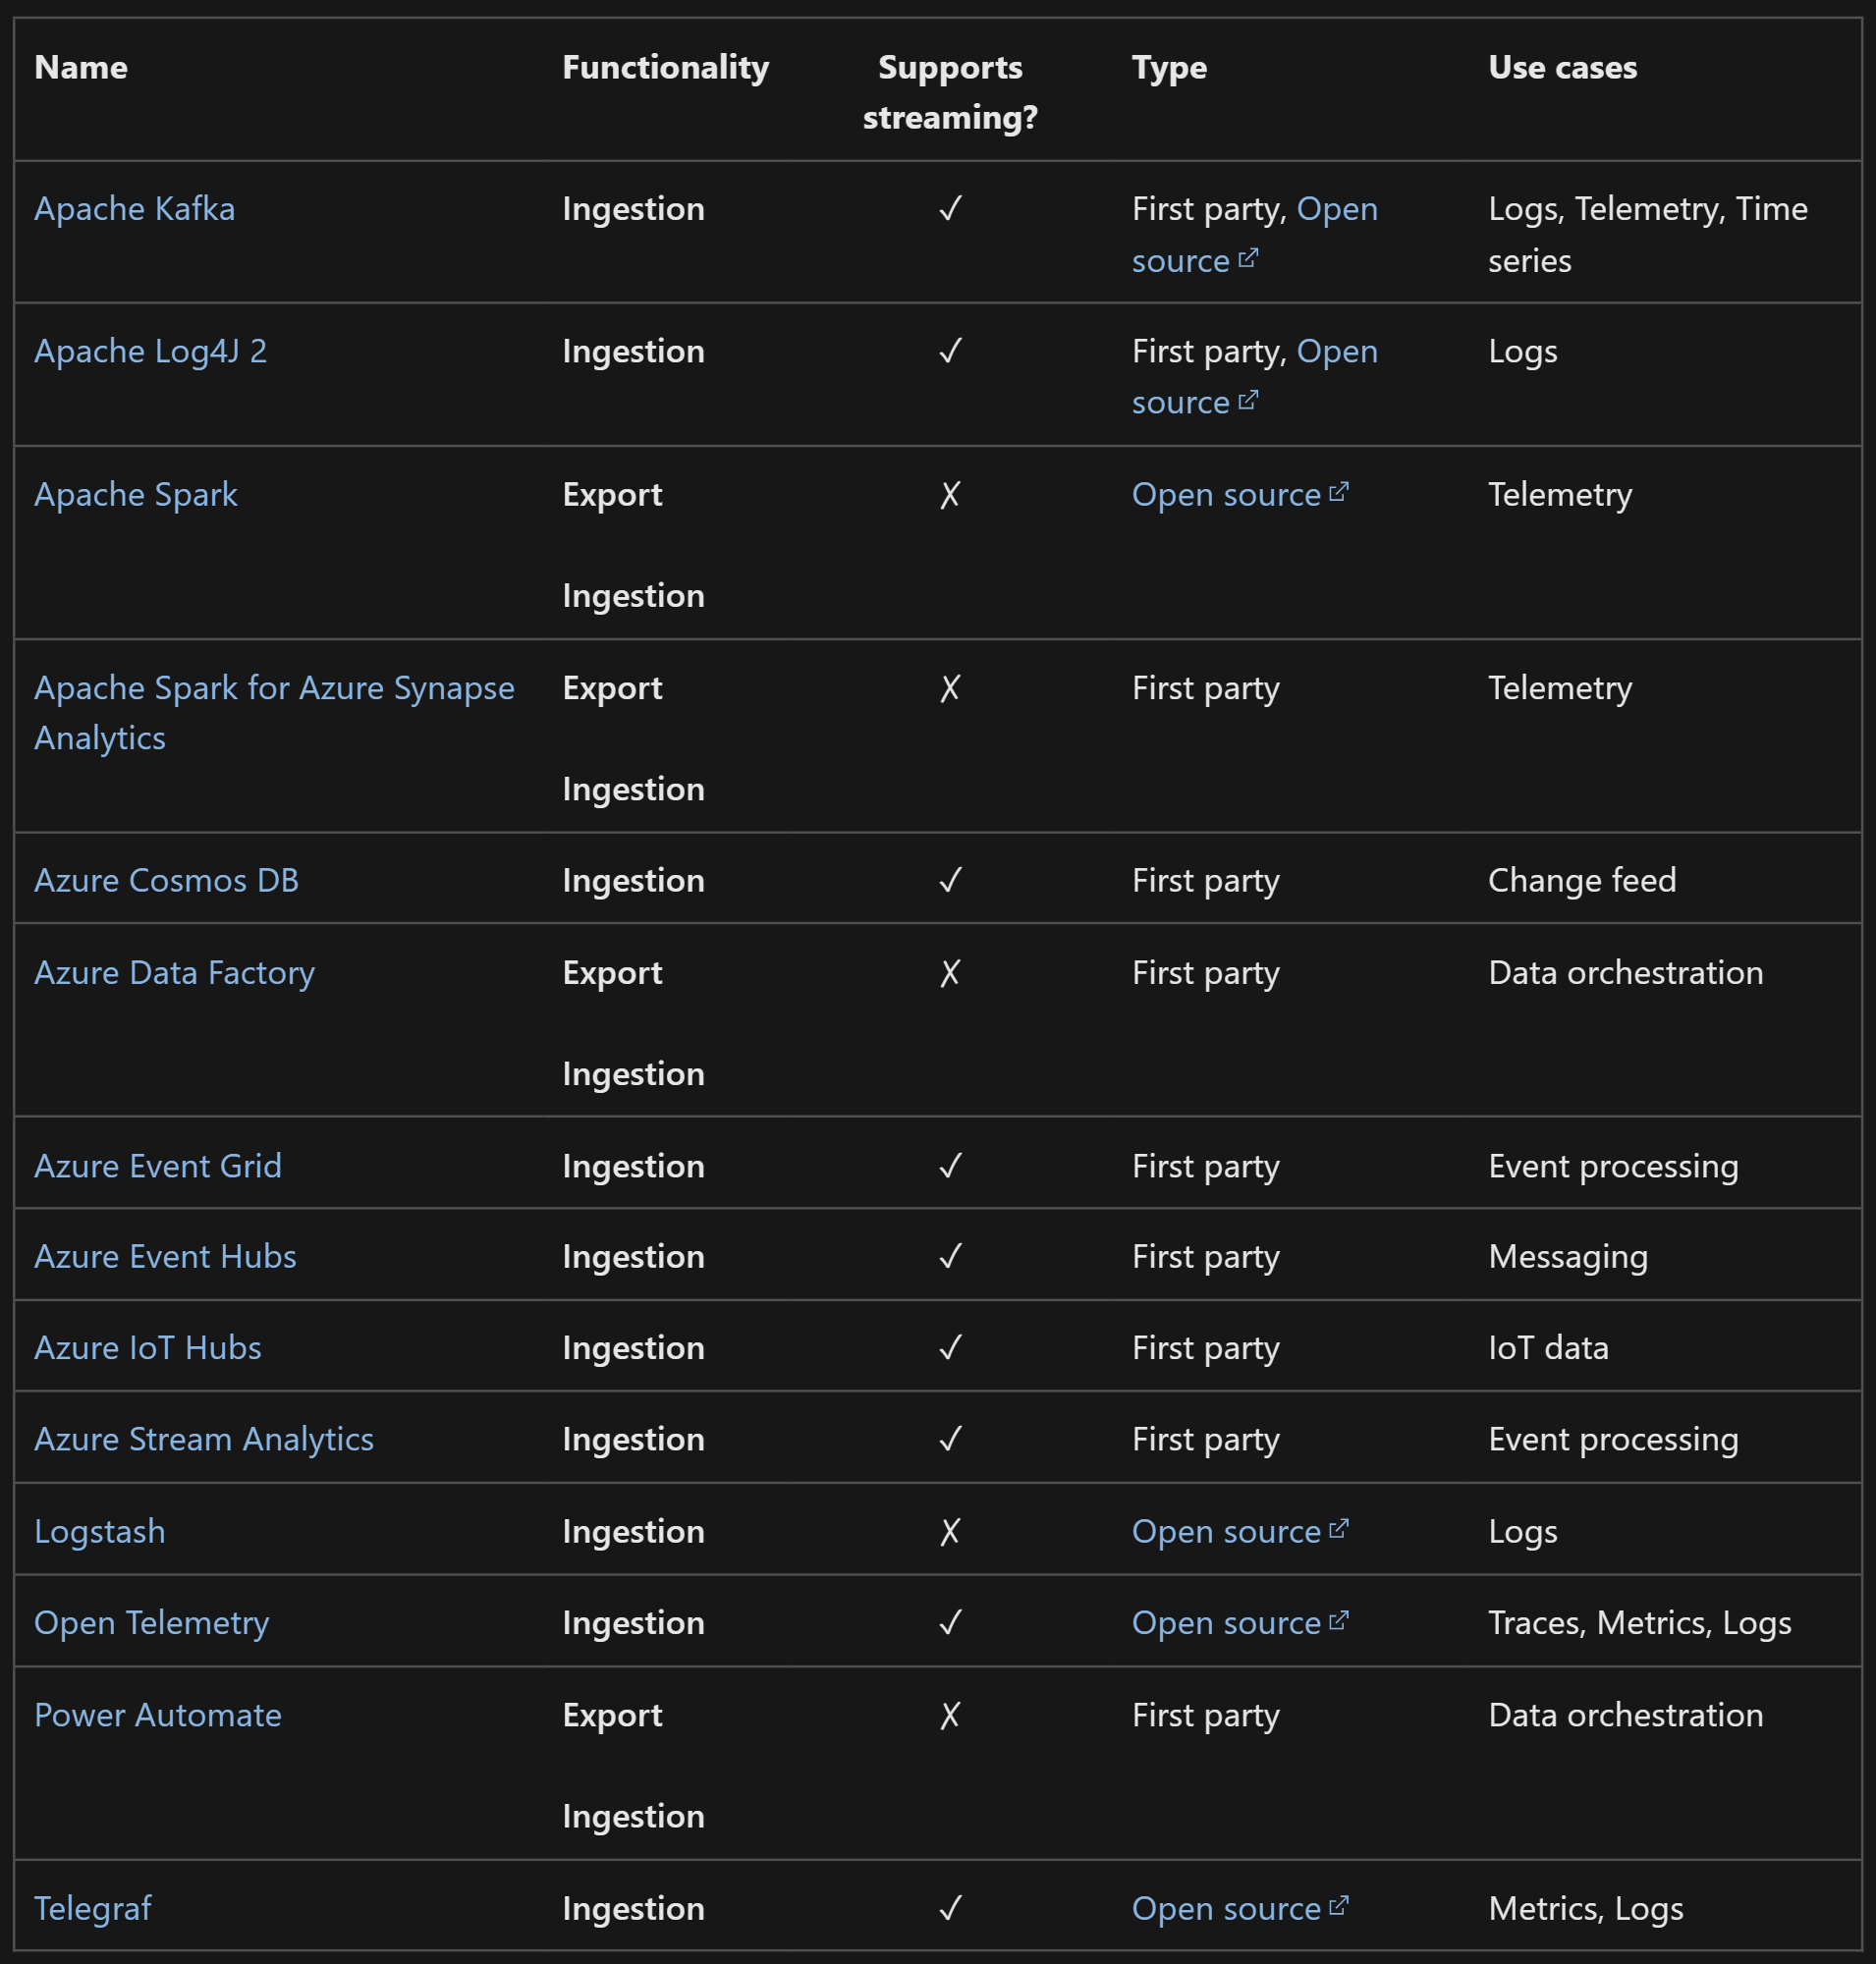 Name Functionality Supports Type Use cases
streaming?
Apache Kafka Ingestion ✓ First party, Open Logs, Telemetry, Time
source series
Apache Log4J 2 Ingestion ✓ First party, Open Logs
source
Apache Spark Export ✗ Open source Telemetry
Ingestion
Apache Spark for Azure Synapse Export ✗ First party Telemetry
Analytics
Ingestion
Azure Cosmos DB Ingestion ✓ First party Change feed
Azure Data Factory Export ✗ First party Data orchestration
Ingestion
Azure Event Grid Ingestion ✓ First party Event processing
Azure Event Hubs Ingestion ✓ First party Messaging
Azure IoT Hubs Ingestion ✓ First party IoT data
Azure Stream Analytics Ingestion ✓ First party Event processing
Logstash Ingestion ✗ Open source Logs
Open Telemetry Ingestion ✓ Open source Traces, Metrics, Logs
Power Automate Export ✗ First party Data orchestration
Ingestion
Telegraf Ingestion ✓ Open source Metrics, Logs